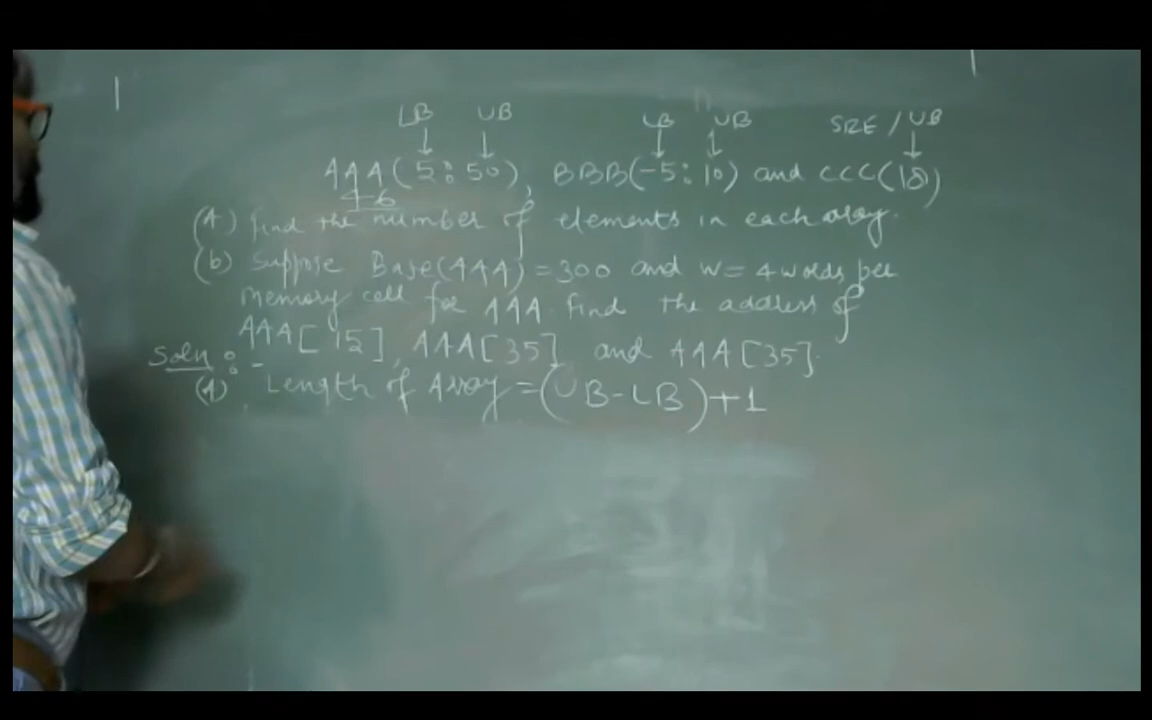 LB UB LB UB SIZE / UB
AAA(5:50), BBB(-5:10) and CCC(18)
4-6
(A) find the number of elements in each array.
(b) Suppose Base(AAA) = 300 and w = 4 words per
memory cell for AAA. find the address of
AAA[15], AAA[35] and AAA[35].
Soln:-
(A) Length of Array = (UB-LB)+1